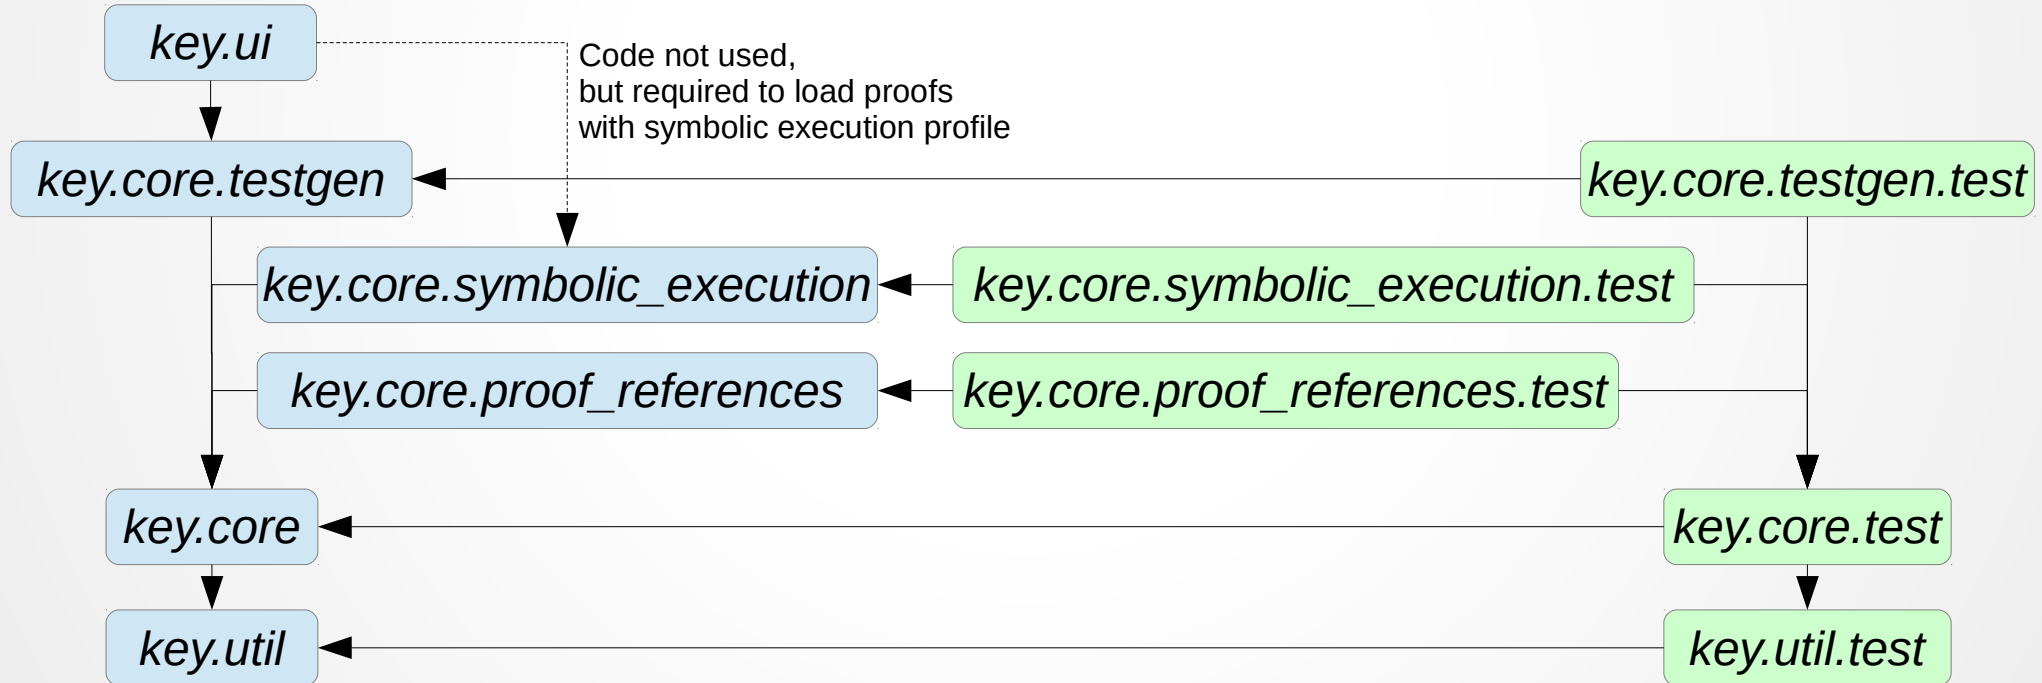 key.ui
Code not used,
but required to load proofs
with symbolic execution profile
key.core.testgen
key.core.testgen.test
key.core.symbolic_execution
key.core.symbolic_execution.test
key.core.proof_references
key.core.proof_references.test
key.core
key.core.test
key.util
key.util.test